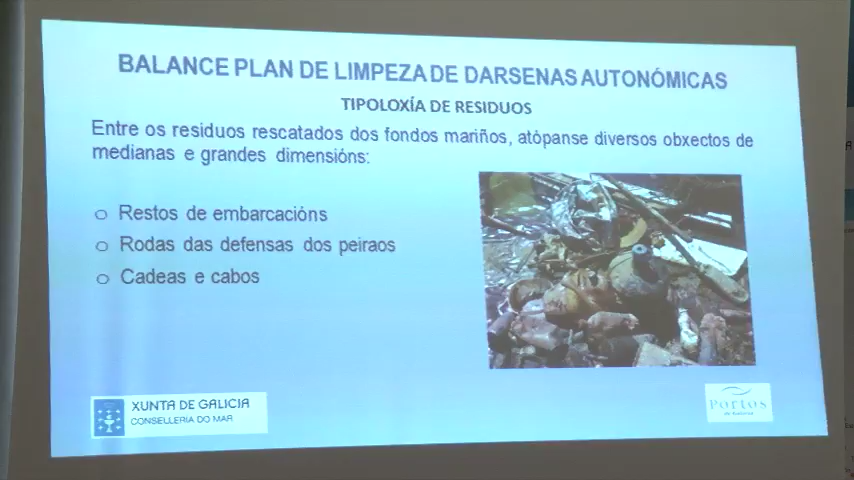 BALANCE PLAN DE LIMPEZA DE DARSENAS AUTONÓMICAS
TIPOLOXÍA DE RESIDUOS
Entre os residuos rescatados dos fondos mariños, atópanse diversos obxectos de
medianas e grandes dimensións:
Restos de embarcacións
Rodas das defensas dos peiraos
Cadeas e cabos
XUNTA DE GALICIA
CONSELLERÍA DO MAR
Portos
de Galicia